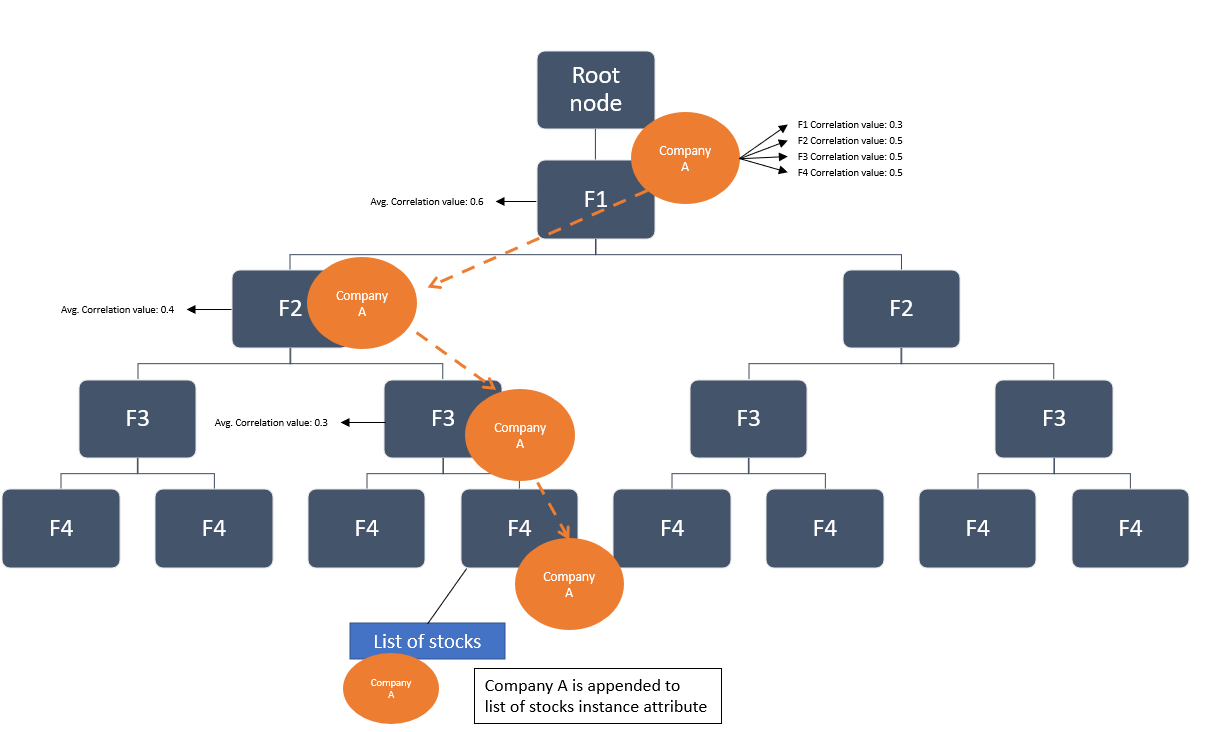 Root
node
Company
A
F1 Correlation value: 0.3
F2 Correlation value: 0.5
F3 Correlation value: 0.5
F4 Correlation value: 0.5
Avg. Correlation value: 0.6
F1
Avg. Correlation value: 0.4
F2
Company
A
F2
F3
Avg. Correlation value: 0.3
F3
Company
A
F3
F3
F4
F4
F4
F4
F4
F4
F4
F4
Company
A
List of stocks
Company
A
Company A is appended to
list of stocks instance attribute